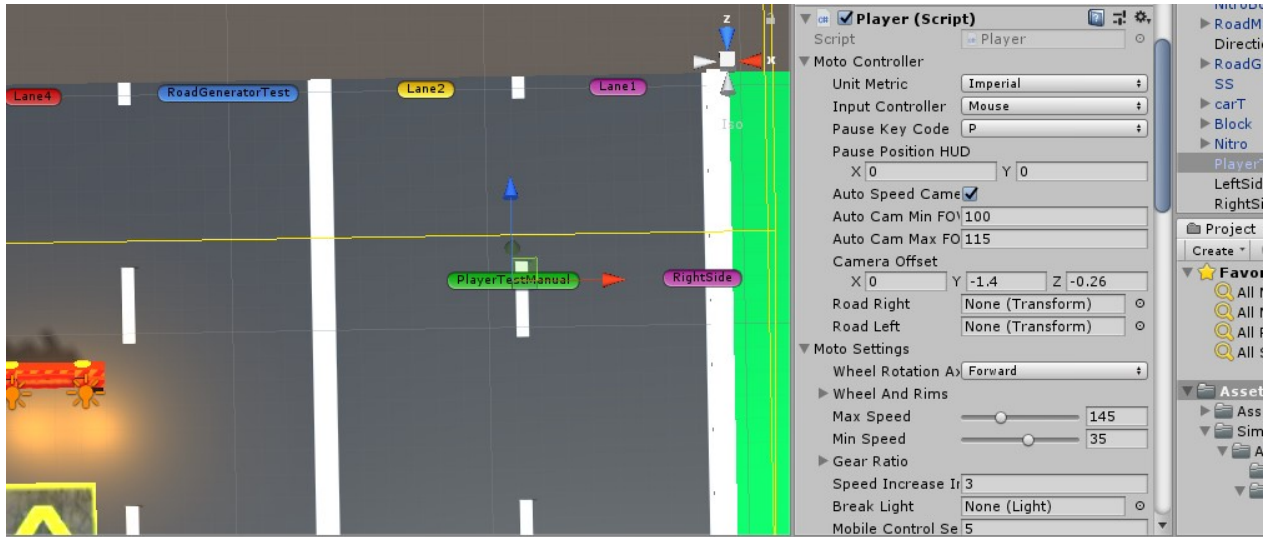 Lane4
RoadGeneratorTest
Lane2
Lane1
z
x
Iso
PlayerTestManual
RightSide
Player (Script)
Script Player
Moto Controller
Unit Metric Imperial
Input Controller Mouse
Pause Key Code P
Pause Position HUD
X 0 Y 0
Auto Speed Came
Auto Cam Min FOV 100
Auto Cam Max FO 115
Camera Offset
X 0 Y -1.4 Z -0.26
Road Right None (Transform)
Road Left None (Transform)
Moto Settings
Wheel Rotation Ax Forward
Wheel And Rims
Max Speed 145
Min Speed 35
Gear Ratio
Speed Increase In 3
Break Light None (Light)
Mobile Control Se 5
NitroBo
RoadM
Directi
RoadG
SS
carT
Block
Nitro
PlayerT
LeftSid
RightSi
Project
Create
Favor
All M
All M
All P
All S
Asset
Ass
Sim
A